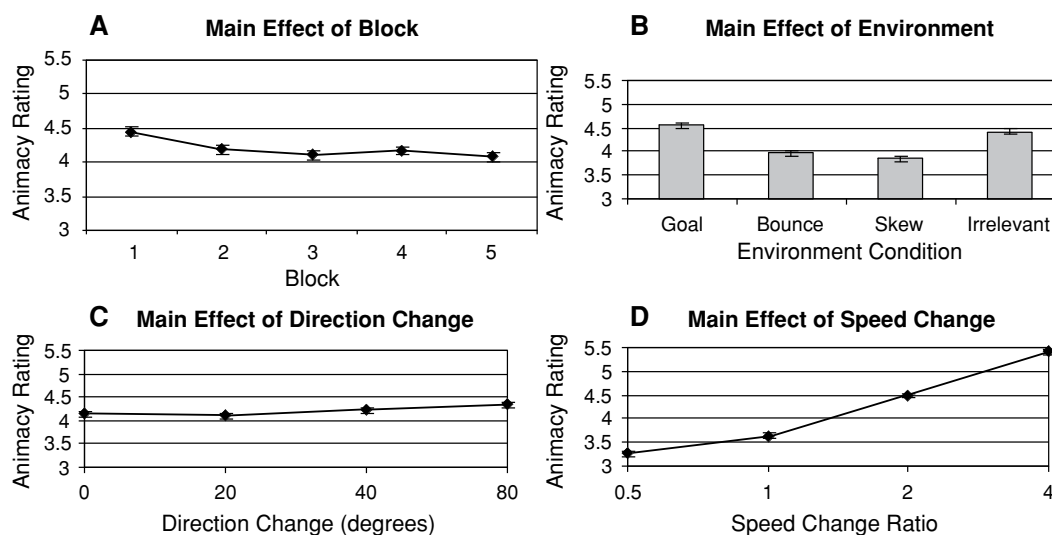 A Main Effect of Block
Animacy Rating
5.5
5
4.5
4
3.5
3
1 2 3 4 5
Block
B Main Effect of Environment
Animacy Rating
5.5
5
4.5
4
3.5
3
Goal Bounce Skew Irrelevant
Environment Condition
C Main Effect of Direction Change
Animacy Rating
5.5
5
4.5
4
3.5
3
0 20 40 80
Direction Change (degrees)
D Main Effect of Speed Change
Animacy Rating
5.5
5
4.5
4
3.5
3
0.5 1 2 4
Speed Change Ratio